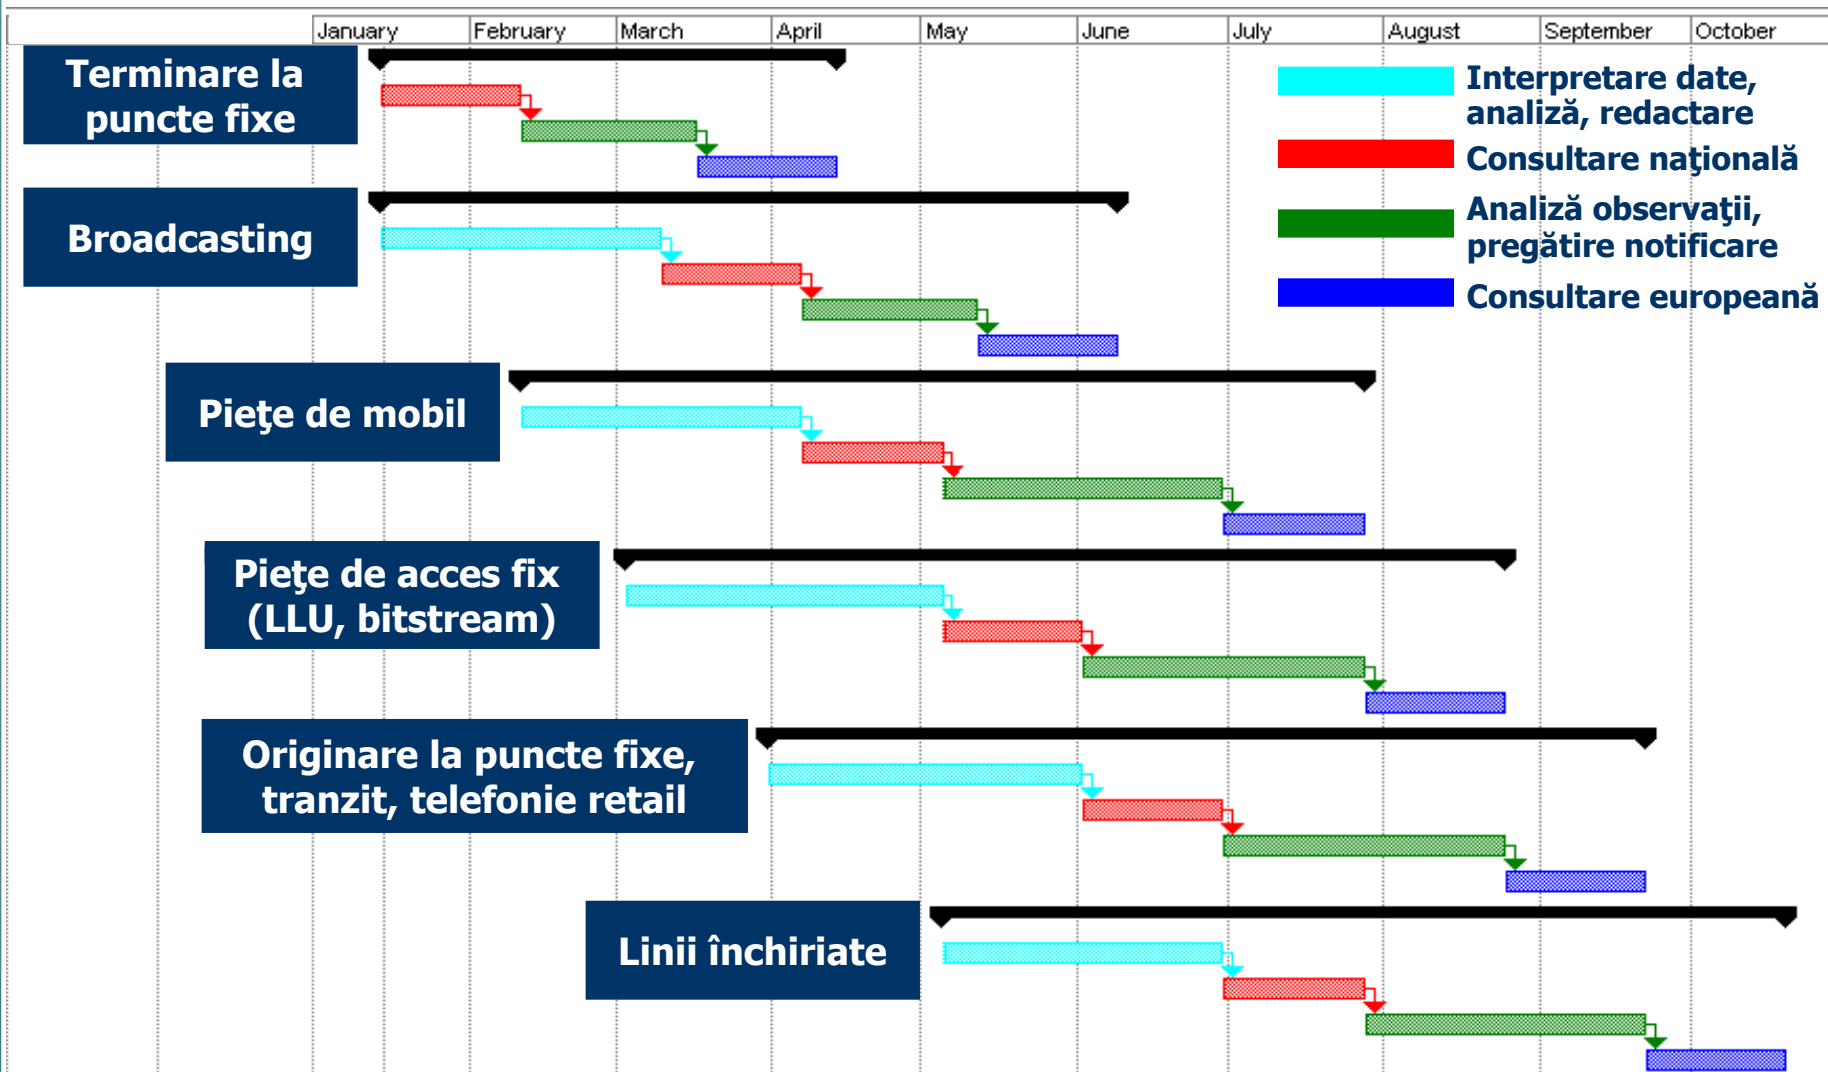 January February March April May June July August September October
Terminare la
puncte fixe
Interpretare date,
analiză, redactare
Consultare naţională
Broadcasting
Analiză observaţii,
pregătire notificare
Consultare europeană
Pieţe de mobil
Pieţe de acces fix
(LLU, bitstream)
Originare la puncte fixe,
tranzit, telefonie retail
Linii închiriate